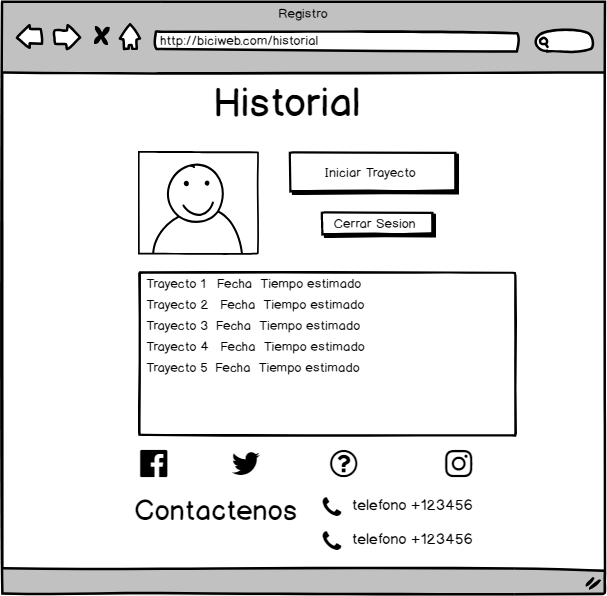 Registro
http://biciweb.com/historial
Historial
Iniciar Trayecto
Cerrar Sesion
Trayecto 1 Fecha Tiempo estimado
Trayecto 2 Fecha Tiempo estimado
Trayecto 3 Fecha Tiempo estimado
Trayecto 4 Fecha Tiempo estimado
Trayecto 5 Fecha Tiempo estimado
Contactenos
telefono +123456
telefono +123456